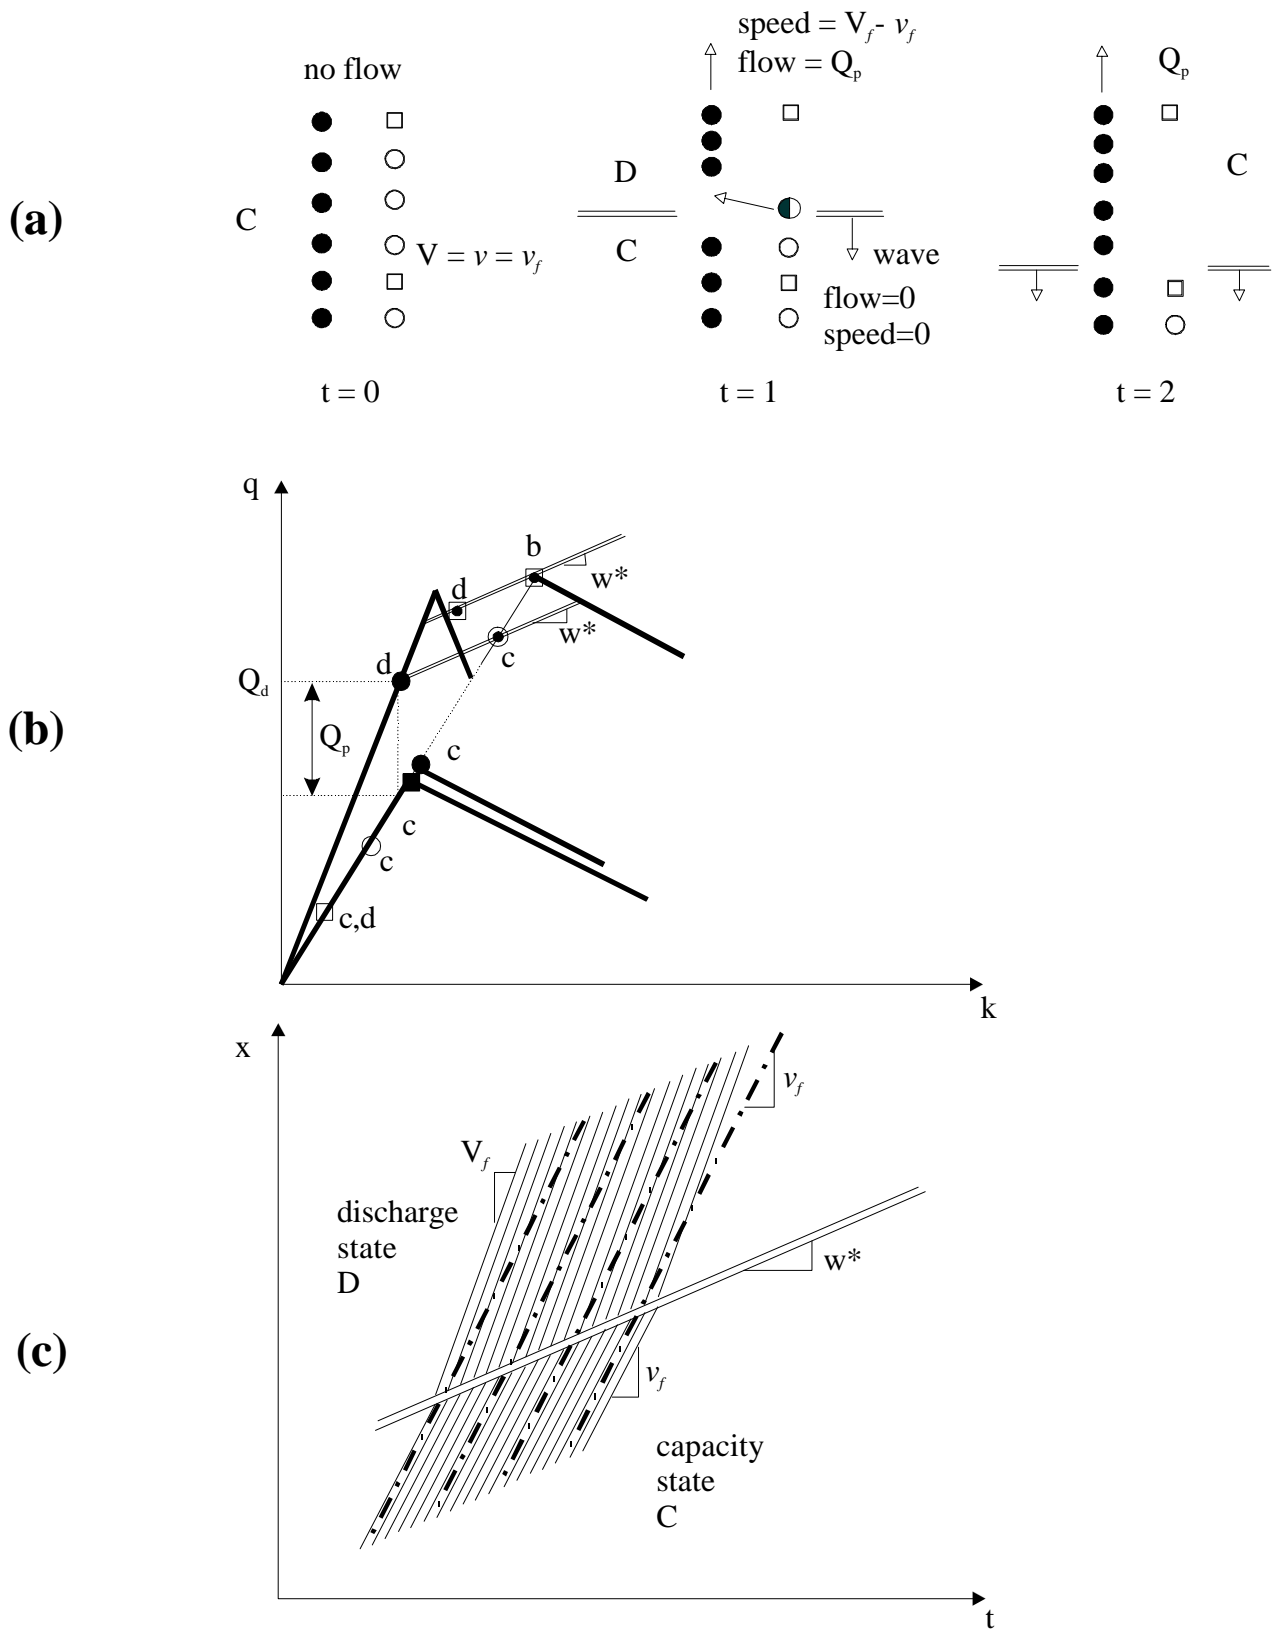 (a)
no flow
C
V = v = v_f
t = 0
speed = V_f - v_f
flow = Q_p
D
C
wave
flow=0
speed=0
t = 1
Q_p
C
t = 2
(b)
q
b
w*
d
w*
c
d
Q_d
Q_p
c
c
c
c,d
k
(c)
x
v_f
V_f
discharge
state
D
w*
v_f
capacity
state
C
t